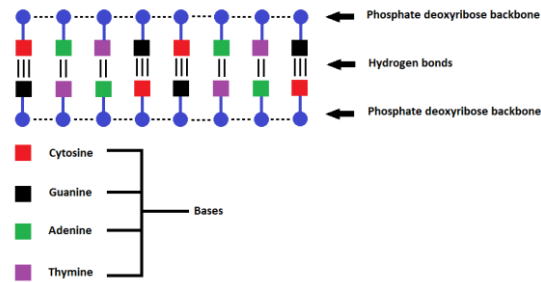 Phosphate deoxyribose backbone
Hydrogen bonds
Phosphate deoxyribose backbone
Cytosine
Guanine
Bases
Adenine
Thymine